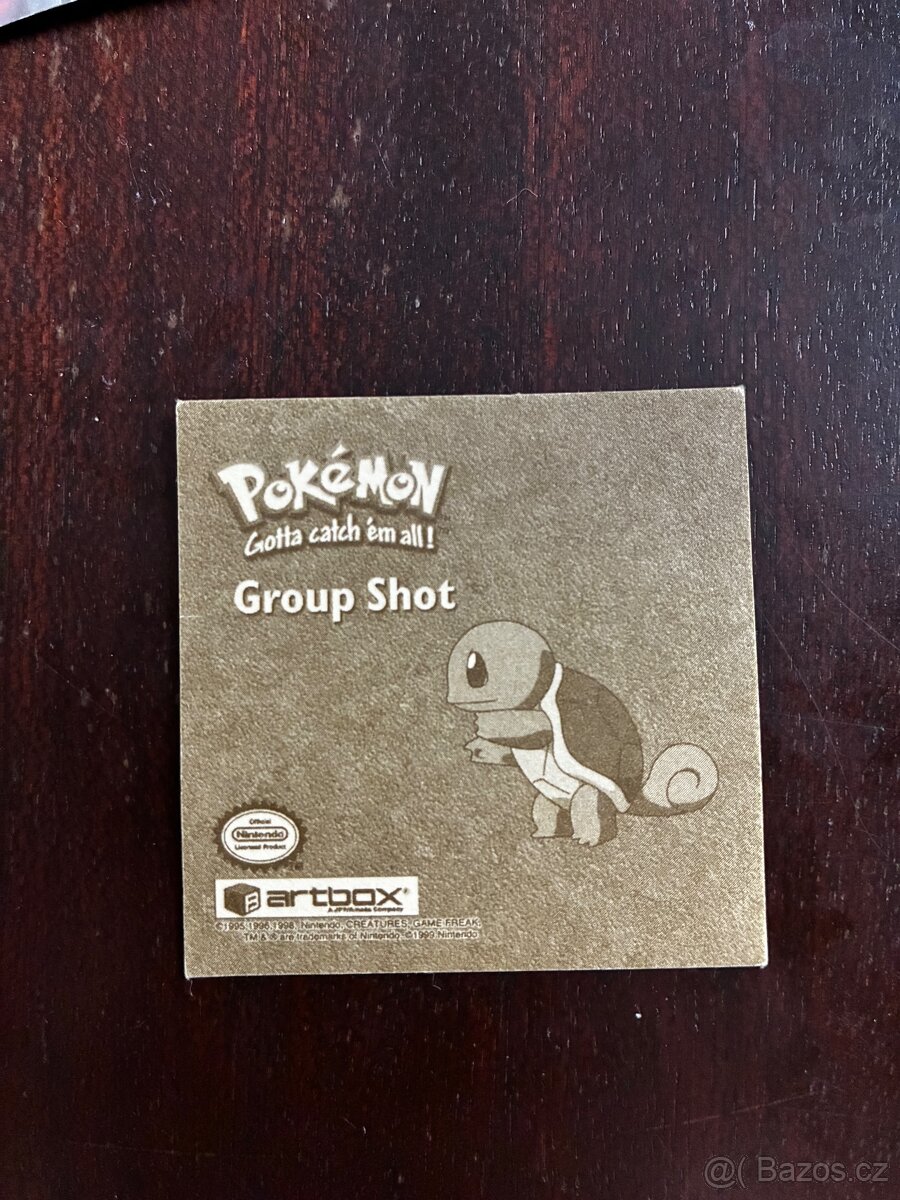 POKéMON
Gotta catch 'em all!
Group Shot
Official
Nintendo
Licensed Product
artbox®
©1995, 1996, 1998, Nintendo, CREATURES, GAME FREAK.
TM & ® are trademarks of Nintendo. ©1999 Nintendo
@( Bazos.cz